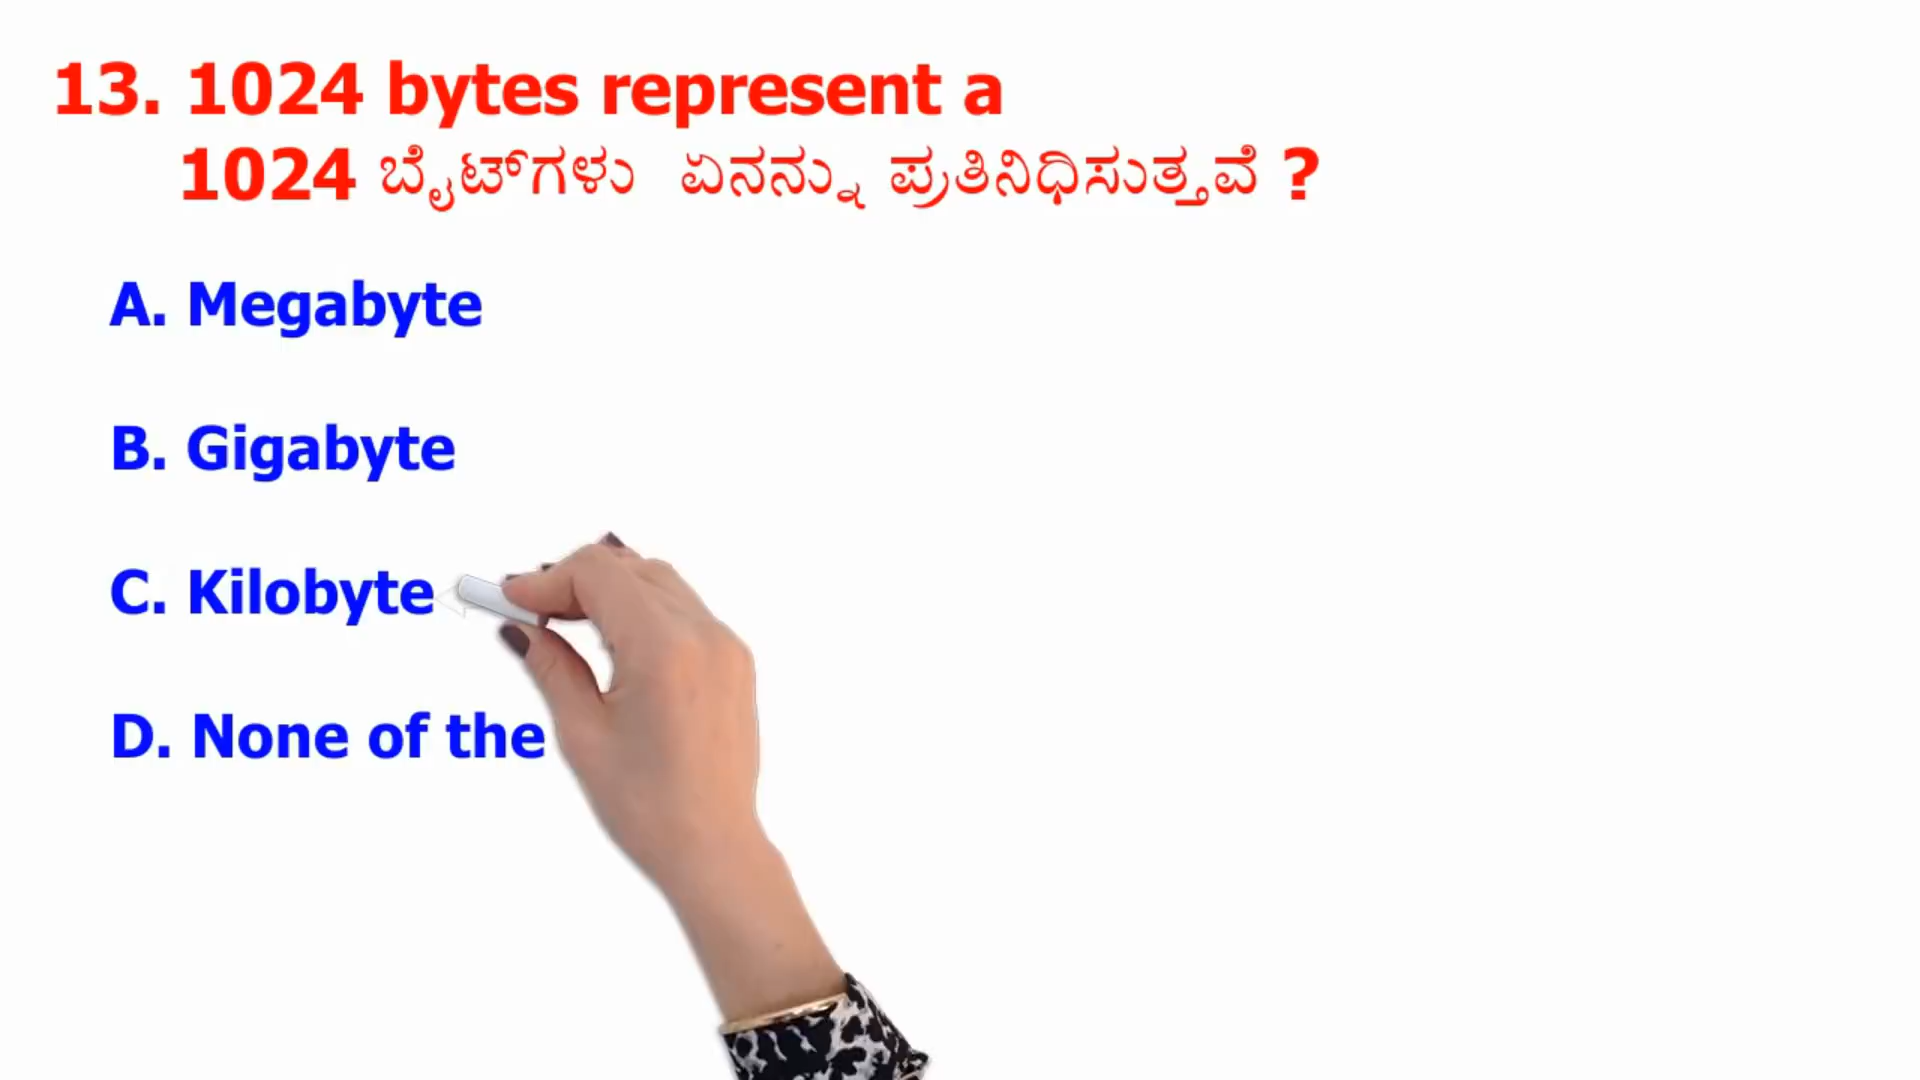 13. 1024 bytes represent a
1024 ಬೈಟ್‌ಗಳು ಏನನ್ನು ಪ್ರತಿನಿಧಿಸುತ್ತವೆ ?
A. Megabyte
B. Gigabyte
C. Kilobyte
D. None of the